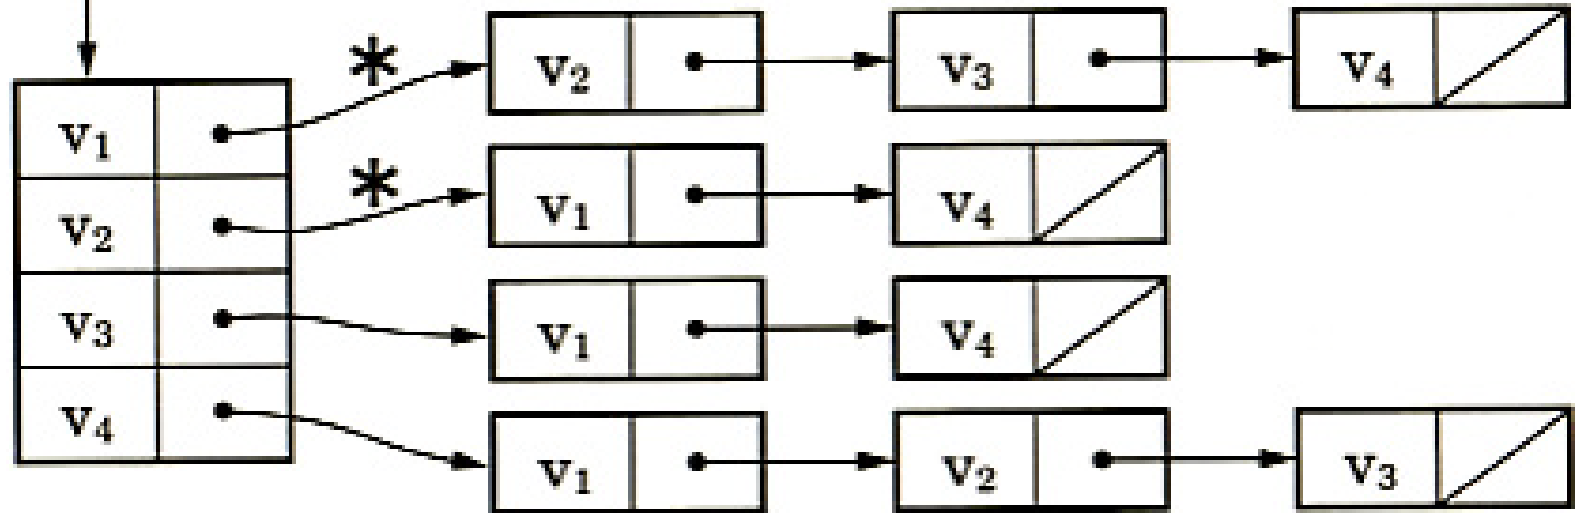 v₁ * v₂ v₃ v₄
v₂ * v₁ v₄
v₃ v₁ v₄
v₄ v₁ v₂ v₃